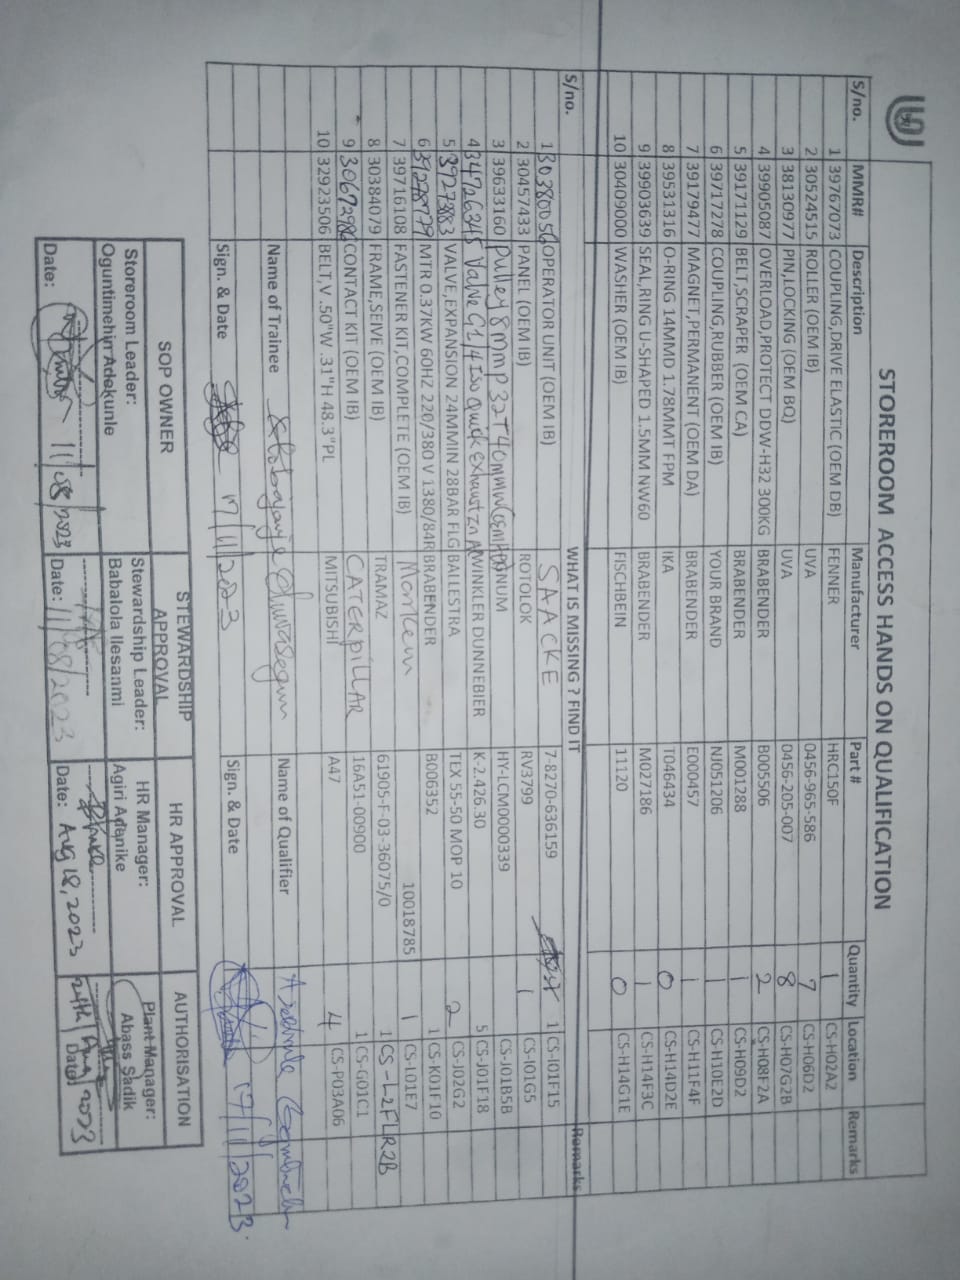 STOREROOM ACCESS HANDS ON QUALIFICATION
S/no. MMR# Description Manufacturer Part # Quantity Location Remarks
1 39767073 COUPLING,DRIVE ELASTIC (OEM DB) FENNER HRC150F 1 CS-H02A2
2 30524515 ROLLER (OEM IB) UVA 0456-965-586 7 CS-H06D2
3 38130977 PIN,LOCKING (OEM BQ) UVA 0456-205-007 8 CS-H07G2B
4 39905087 OVERLOAD,PROTECT DDW-H32 300KG BRABENDER B005506 2 CS-H08F2A
5 39171129 BELT,SCRAPER (OEM CA) BRABENDER M001288 1 CS-H09D2
6 39717278 COUPLING,RUBBER (OEM IB) YOUR BRAND NJ051206 1 CS-H10E2D
7 39179477 MAGNET,PERMANENT (OEM DA) BRABENDER E000457 1 CS-H11F4F
8 39531316 O-RING 14MMD 1.78MMT FPM IKA T046434 0 CS-H14D2E
9 39903639 SEAL,RING U-SHAPED 1.5MM NW60 BRABENDER M027186 1 CS-H14F3C
10 30409000 WASHER (OEM IB) FISCHBEIN 11120 0 CS-H14G1E
S/no. WHAT IS MISSING ? FIND IT Remarks
1 30380056 OPERATOR UNIT (OEM IB) SAACKE 7-8270-636159 1 CS-I01F15
2 30457433 PANEL (OEM IB) ROTOLOK RV3799 1 CS-I01G5
3 39633160 Pulley 8mmp 32T 40mmw NUM HY-LCM0000339 CS-J01B5B
4 34726345 Valve G1/4 Iso Quick Exhaust Zn WINKLER DUNNEBIER K-2.426.30 5 CS-J01F18
5 39273883 VALVE,EXPANSION 24MMIN 28BAR FLG BALLESTRA TEX 55-50 MOP 10 2 CS-J02G2
6 39278779 MTR 0.37KW 60HZ 220/380 V 1380/84R BRABENDER B006352 1 CS-K01F10
7 39716108 FASTENER KIT,COMPLETE (OEM IB) Markem 10018785 1 CS-L01E7
8 30384079 FRAME,SEIVE (OEM IB) TRAMAZ 61905-F-03-36075/0 1 CS-L2FLR2B
9 30672986 CONTACT KIT (OEM IB) CATERPILLAR 16A51-00900 1 CS-G01C1
10 32923506 BELT,V .50"W .31"H 48.3"PL MITSUBISHI A47 4 CS-P03A06
Name of Trainee Oluwasegun Name of Qualifier
Sign. & Date 17/11/2023 Sign. & Date 17/11/2023
SOP OWNER STEWARDSHIP APPROVAL HR APPROVAL AUTHORISATION
Storeroom Leader: Stewardship Leader: HR Manager: Plant Manager:
Oguntimehin Adekunle Babalola Ilesanmi Agiri Adenike Abass Sadik
Date: 11/08/2023 Date: 11/08/2023 Date: Aug 18, 2023 Date: 24th/Aug/2023